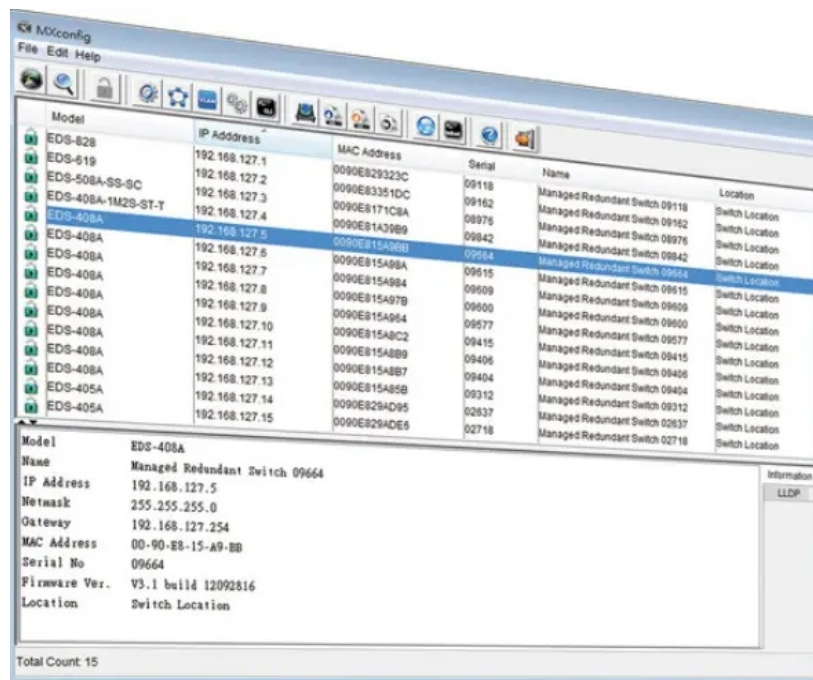 MXconfig
File Edit Help
Model IP Adddress MAC Address Serial Name Location
EDS-828 192.168.127.1 0090E829323C 09118 Managed Redundant Switch 09118 Switch Location
EDS-619 192.168.127.2 0090E83351DC 09162 Managed Redundant Switch 09162 Switch Location
EDS-508A-SS-SC 192.168.127.3 0090E8171C8A 08976 Managed Redundant Switch 08976 Switch Location
EDS-408A-1M2S-ST-T 192.168.127.4 0090E81A39B9 09842 Managed Redundant Switch 09842 Switch Location
EDS-408A 192.168.127.5 0090E815A9BB 09664 Managed Redundant Switch 09664 Switch Location
EDS-408A 192.168.127.6 0090E815A98A 09615 Managed Redundant Switch 09615 Switch Location
EDS-408A 192.168.127.7 0090E815A984 09609 Managed Redundant Switch 09609 Switch Location
EDS-408A 192.168.127.8 0090E815A97B 09600 Managed Redundant Switch 09600 Switch Location
EDS-408A 192.168.127.9 0090E815A964 09577 Managed Redundant Switch 09577 Switch Location
EDS-408A 192.168.127.10 0090E815A8C2 09415 Managed Redundant Switch 09415 Switch Location
EDS-408A 192.168.127.11 0090E815A8B9 09406 Managed Redundant Switch 09406 Switch Location
EDS-408A 192.168.127.12 0090E815A8B7 09404 Managed Redundant Switch 09404 Switch Location
EDS-408A 192.168.127.13 0090E815A85B 09312 Managed Redundant Switch 09312 Switch Location
EDS-405A 192.168.127.14 0090E829AD95 02637 Managed Redundant Switch 02637 Switch Location
EDS-405A 192.168.127.15 0090E829ADE6 02718 Managed Redundant Switch 02718 Switch Location
Model EDS-408A
Name Managed Redundant Switch 09664
IP Address 192.168.127.5
Netmask 255.255.255.0
Gateway 192.168.127.254
MAC Address 00-90-E8-15-A9-BB
Serial No 09664
Firmware Ver. V3.1 build 12092816
Location Switch Location
Information
LLDP
Total Count: 15